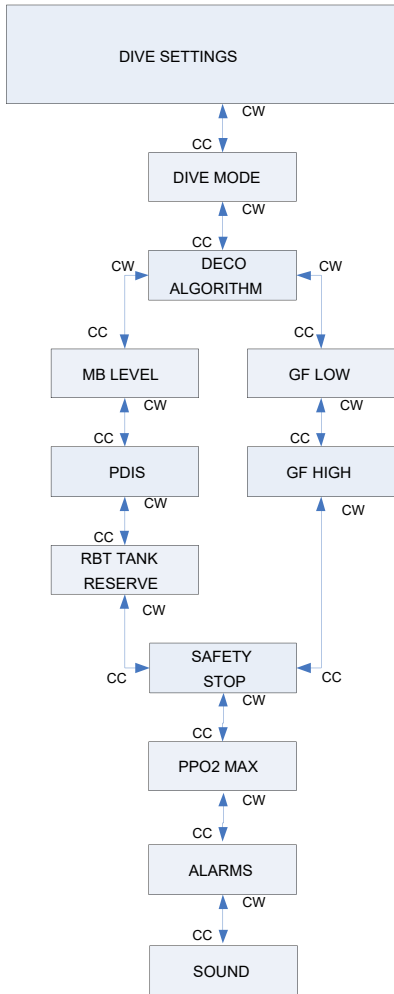 DIVE SETTINGS
CW
CC
DIVE MODE
CW
CC
DECO
ALGORITHM
CW
CW
CC
CC
MB LEVEL
GF LOW
CW
CW
CC
CC
PDIS
GF HIGH
CW
CW
CC
RBT TANK
RESERVE
CW
SAFETY
STOP
CC
CC
CW
CC
PPO2 MAX
CW
CC
ALARMS
CW
CC
SOUND